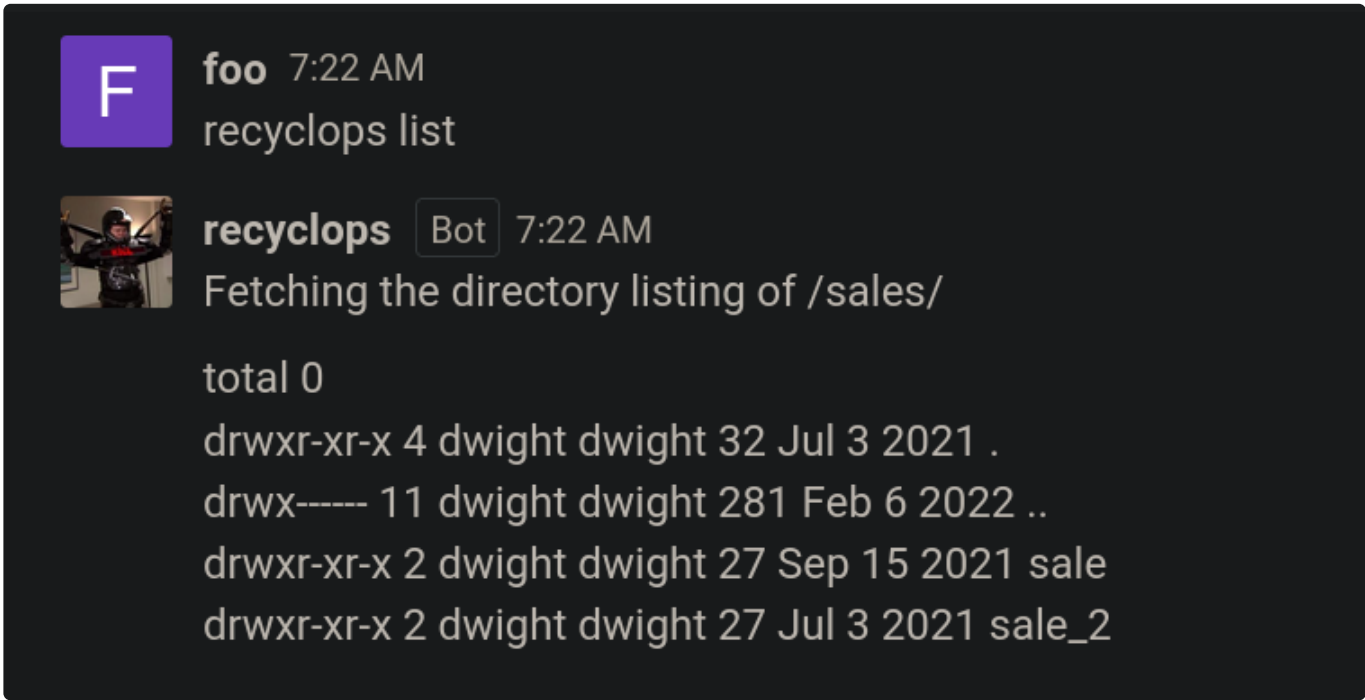 F
foo 7:22 AM
recyclops list
recyclops Bot 7:22 AM
Fetching the directory listing of /sales/
total 0
drwxr-xr-x 4 dwight dwight 32 Jul 3 2021 .
drwx------ 11 dwight dwight 281 Feb 6 2022 ..
drwxr-xr-x 2 dwight dwight 27 Sep 15 2021 sale
drwxr-xr-x 2 dwight dwight 27 Jul 3 2021 sale_2